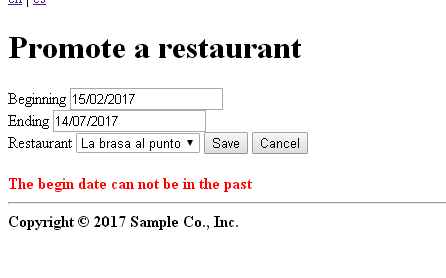 en | es
Promote a restaurant
Beginning 15/02/2017
Ending 14/07/2017
Restaurant La brasa al punto Save Cancel
The begin date can not be in the past
Copyright © 2017 Sample Co., Inc.